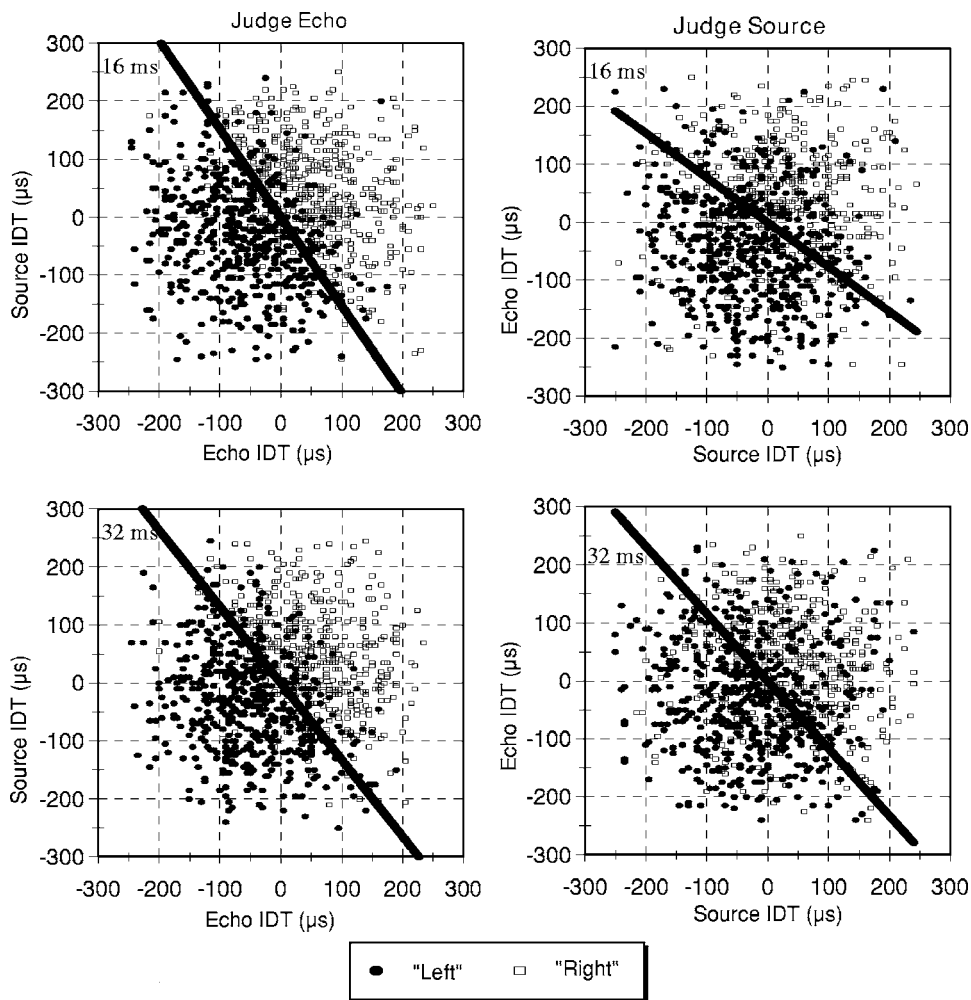 Judge Echo
Judge Source
300
200
100
0
-100
-200
-300
Source IDT (µs)
16 ms
-300 -200 -100 0 100 200 300
Echo IDT (µs)
300
200
100
0
-100
-200
-300
Echo IDT (µs)
16 ms
-300 -200 -100 0 100 200 300
Source IDT (µs)
300
200
100
0
-100
-200
-300
Source IDT (µs)
32 ms
-300 -200 -100 0 100 200 300
Echo IDT (µs)
300
200
100
0
-100
-200
-300
Echo IDT (µs)
32 ms
-300 -200 -100 0 100 200 300
Source IDT (µs)
"Left" "Right"